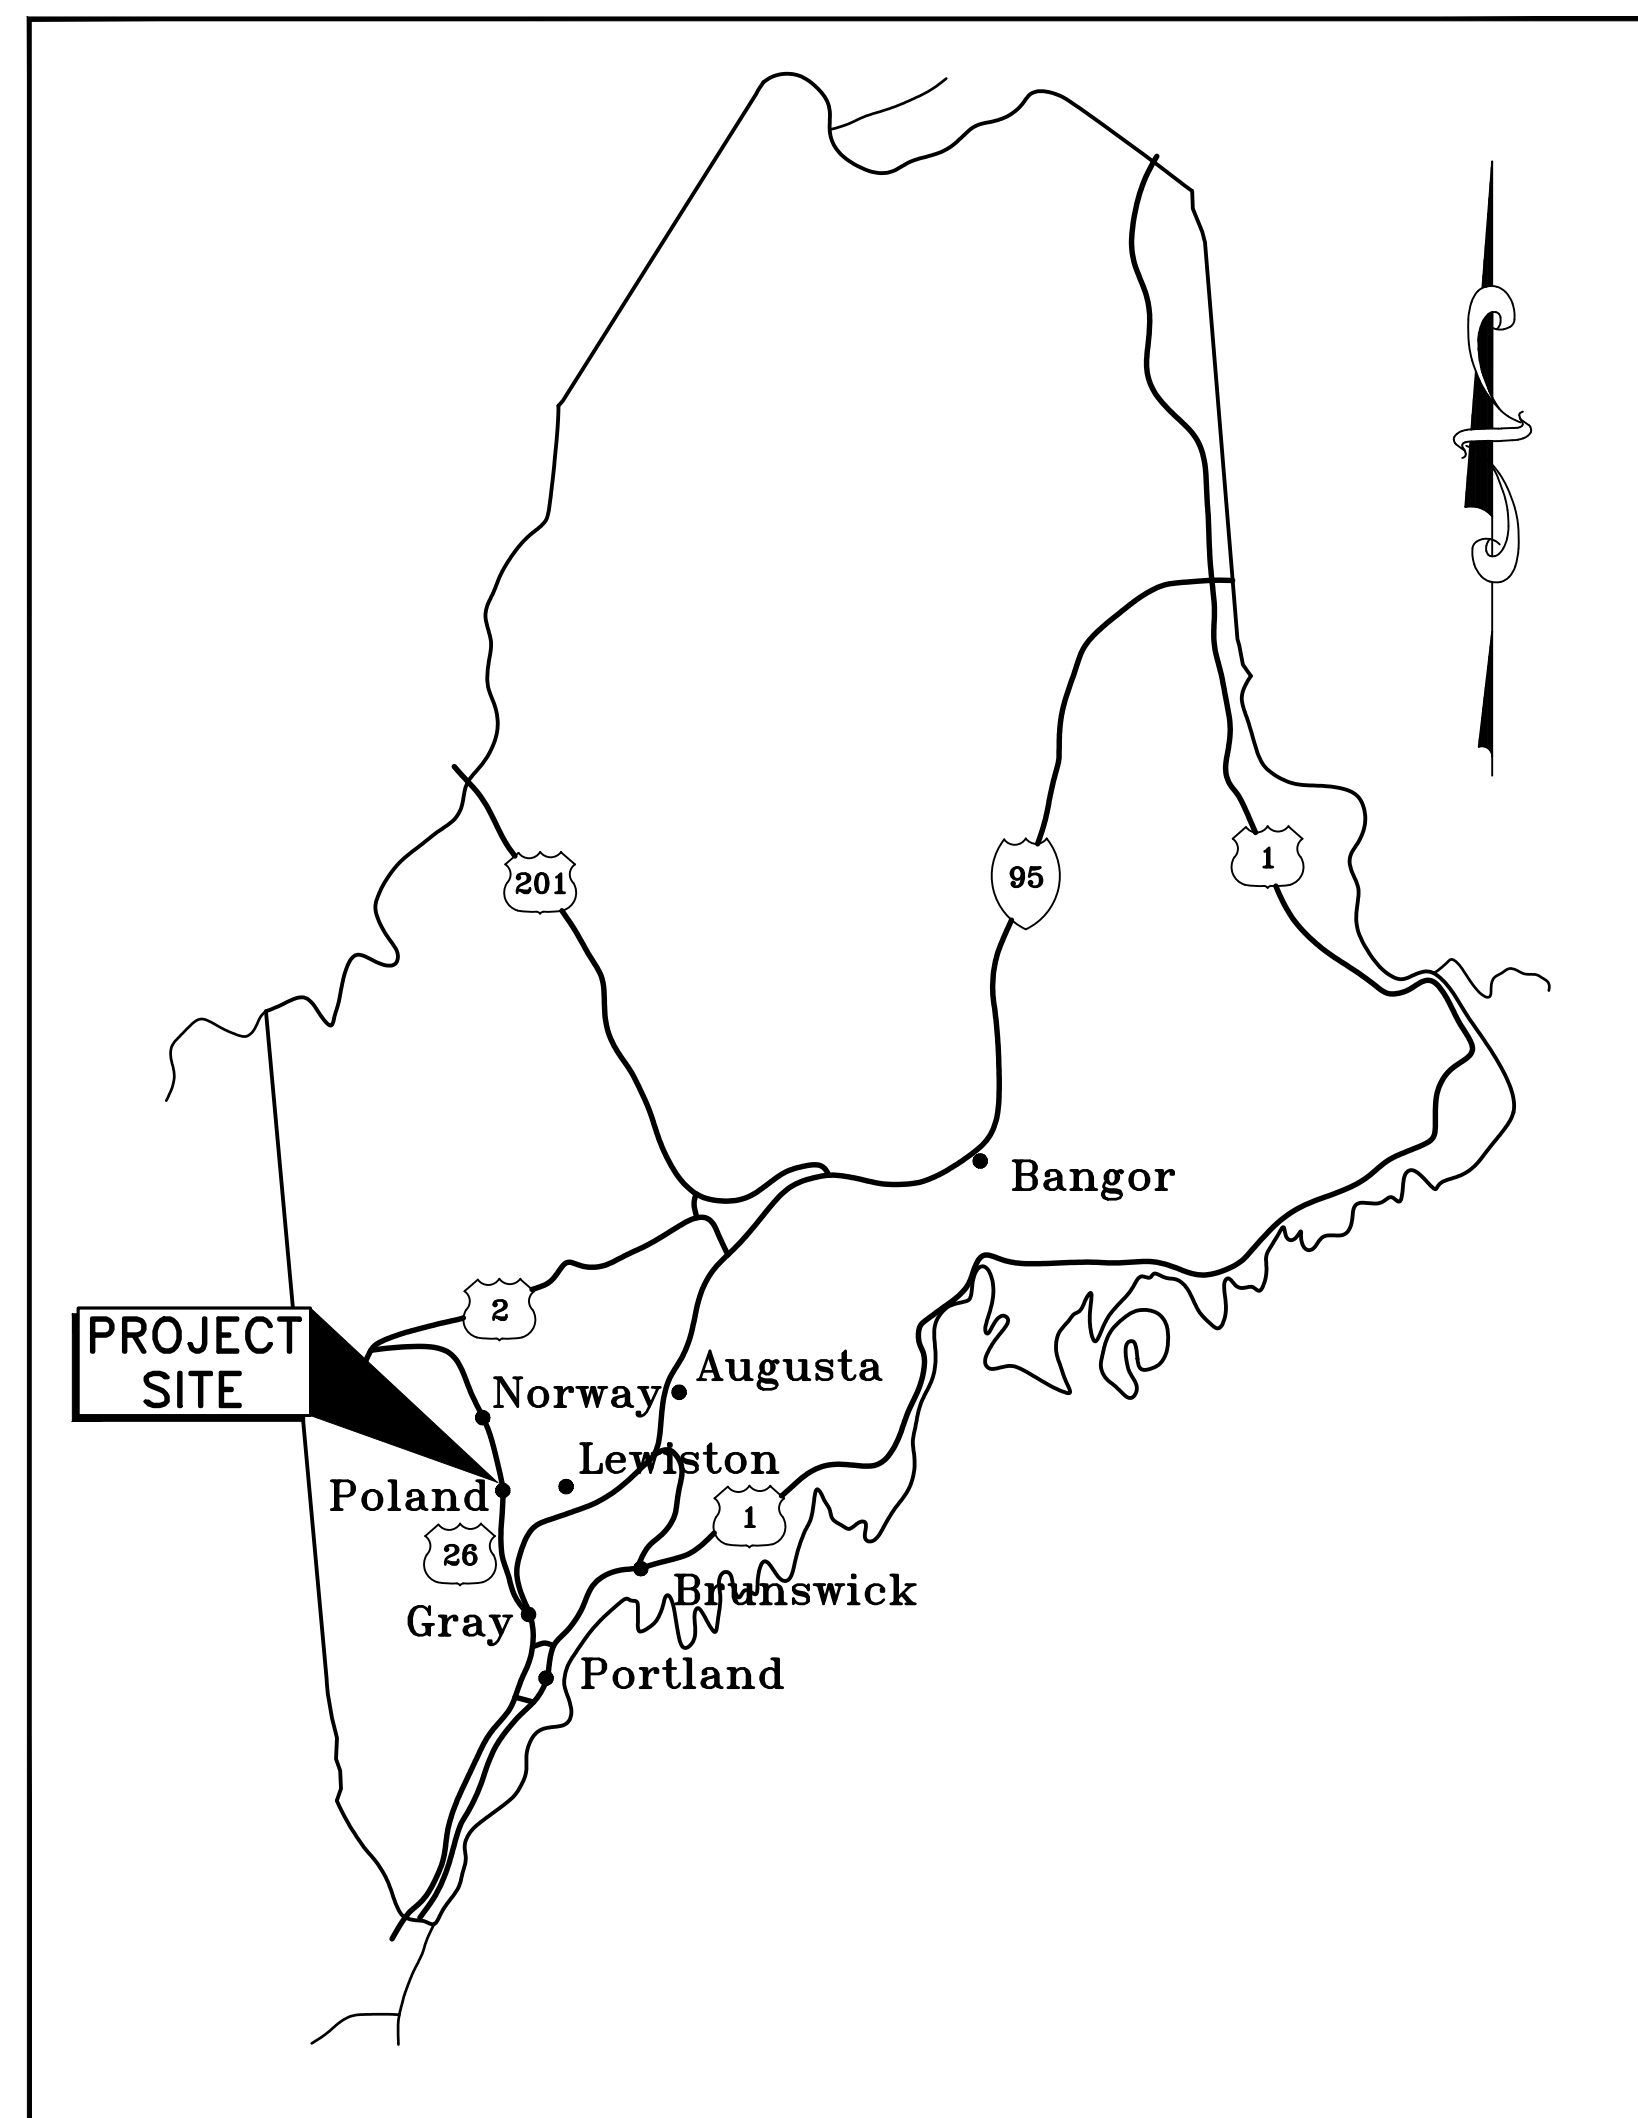 201
95
1
Bangor
2
PROJECT
SITE
Augusta
Norway
Lewiston
Poland
1
26
Brunswick
Gray
Portland